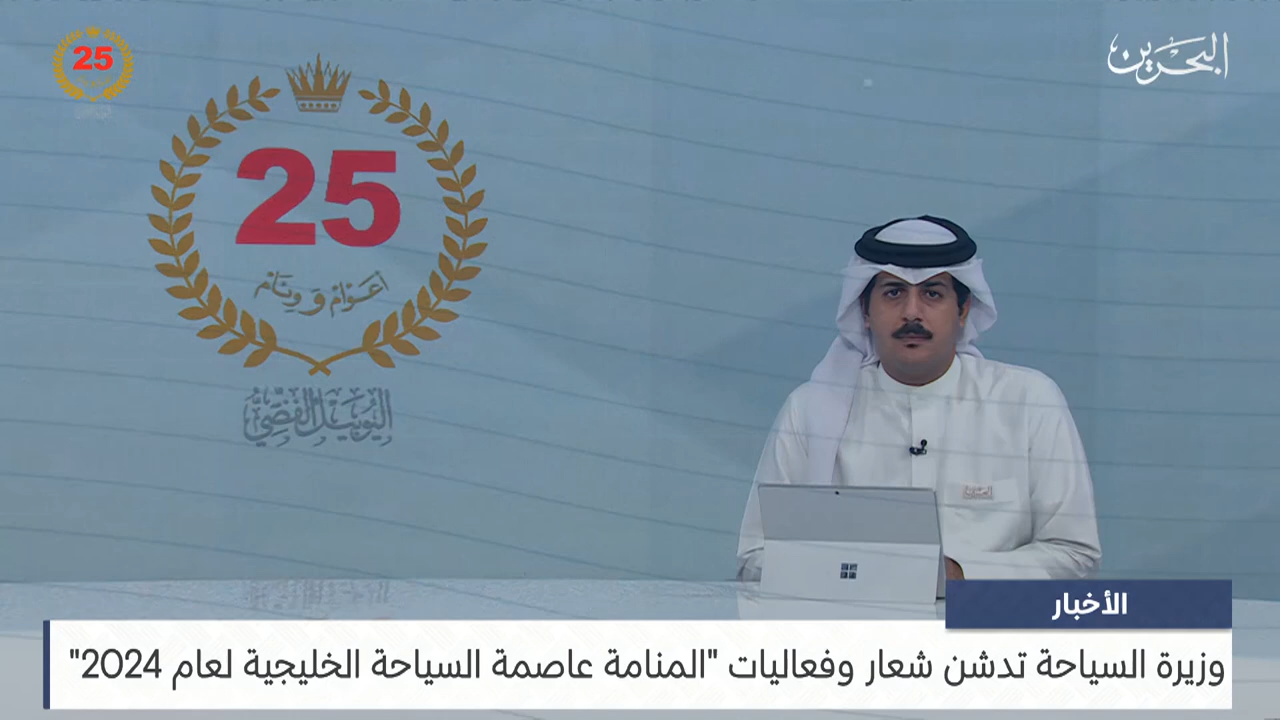 25
البحرين
25
أعوام و وئام
اليوبيل الفضي
الأخبار
وزيرة السياحة تدشن شعار وفعاليات "المنامة عاصمة السياحة الخليجية لعام 2024"